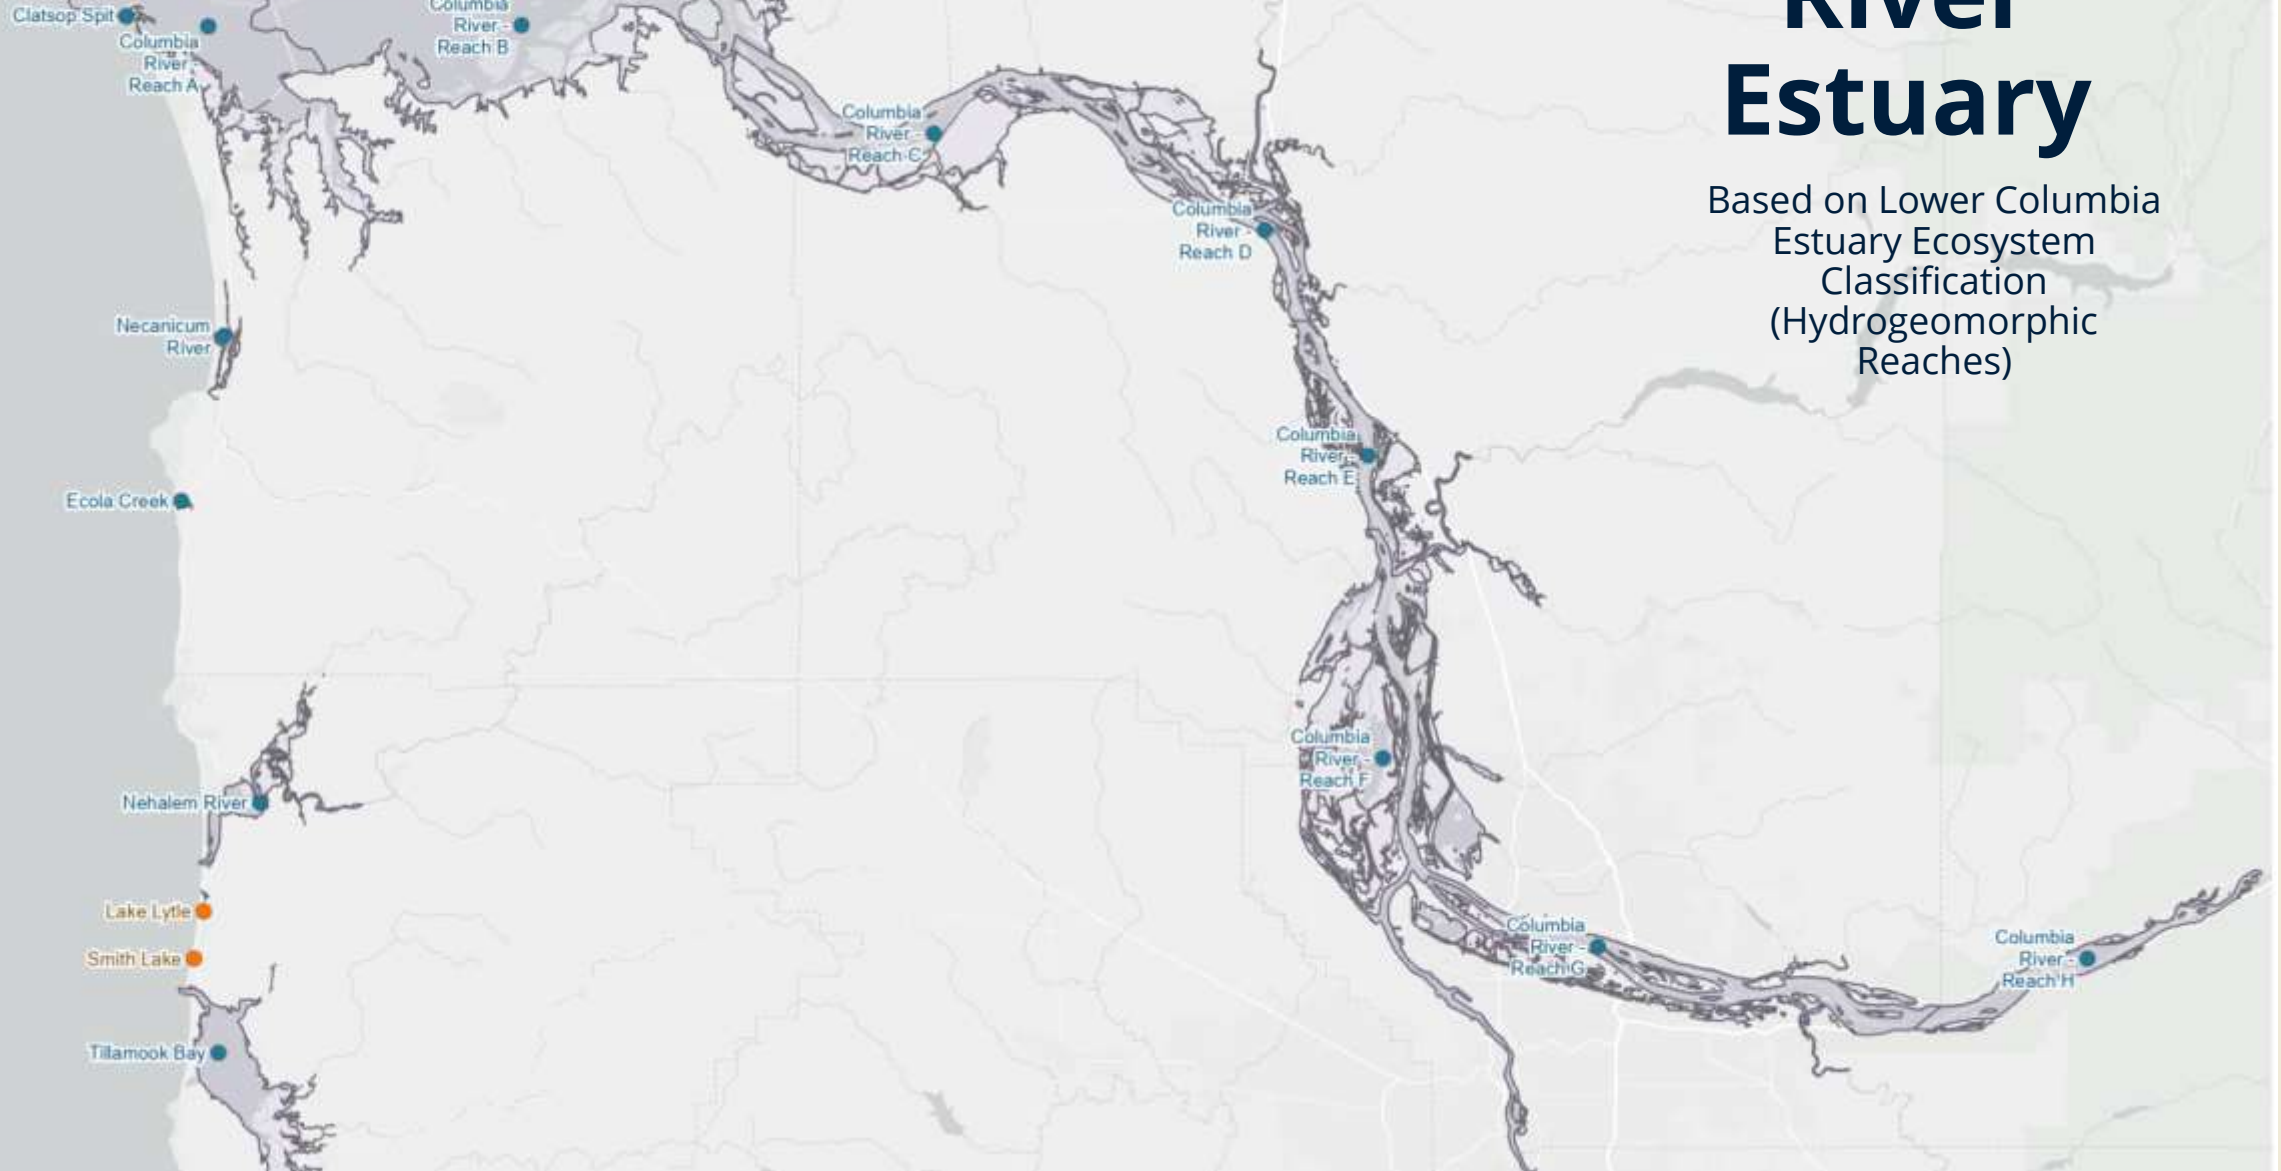 River
Estuary
Based on Lower Columbia
Estuary Ecosystem
Classification
(Hydrogeomorphic
Reaches)
Clatsop Spit
Columbia
River -
Reach A
Columbia
River -
Reach B
Columbia
River -
Reach C
Columbia
River -
Reach D
Necanicum
River
Columbia
River -
Reach E
Ecola Creek
Columbia
River -
Reach F
Nehalem River
Lake Lytle
Smith Lake
Columbia
River -
Reach G
Columbia
River -
Reach H
Tillamook Bay